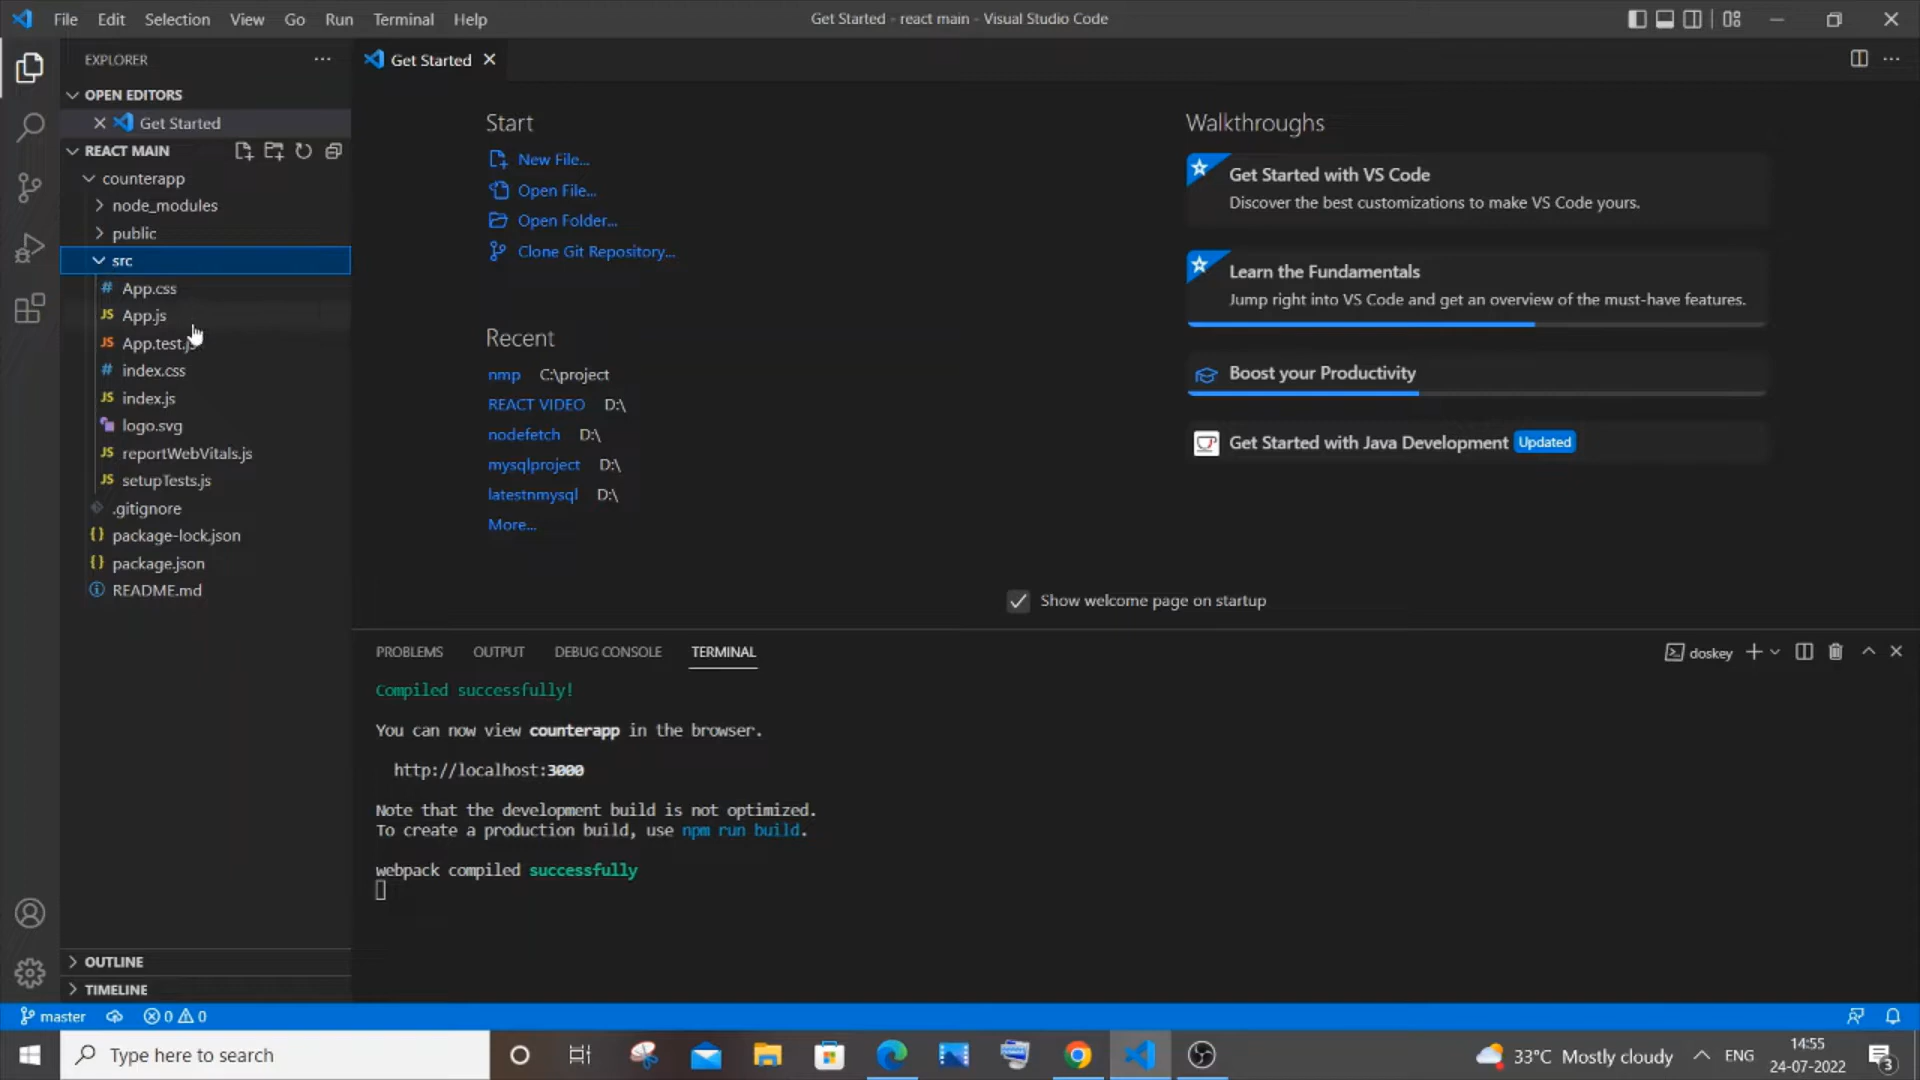 File Edit Selection View Go Run Terminal Help
Get Started - react main - Visual Studio Code
EXPLORER
Get Started
OPEN EDITORS
Get Started
REACT MAIN
counterapp
node_modules
public
src
App.css
App.js
App.test.js
index.css
index.js
logo.svg
reportWebVitals.js
setupTests.js
.gitignore
package-lock.json
package.json
README.md
OUTLINE
TIMELINE
Start
New File...
Open File...
Open Folder...
Clone Git Repository...
Recent
nmp C:\project
REACT VIDEO D:\
nodefetch D:\
mysqlproject D:\
latestnmysql D:\
More...
Walkthroughs
Get Started with VS Code
Discover the best customizations to make VS Code yours.
Learn the Fundamentals
Jump right into VS Code and get an overview of the must-have features.
Boost your Productivity
Get Started with Java Development Updated
Show welcome page on startup
PROBLEMS OUTPUT DEBUG CONSOLE TERMINAL
doskey
Compiled successfully!
You can now view counterapp in the browser.
http://localhost:3000
Note that the development build is not optimized.
To create a production build, use npm run build.
webpack compiled successfully
master 0 0
Type here to search
33°C Mostly cloudy
ENG
14:55
24-07-2022
3